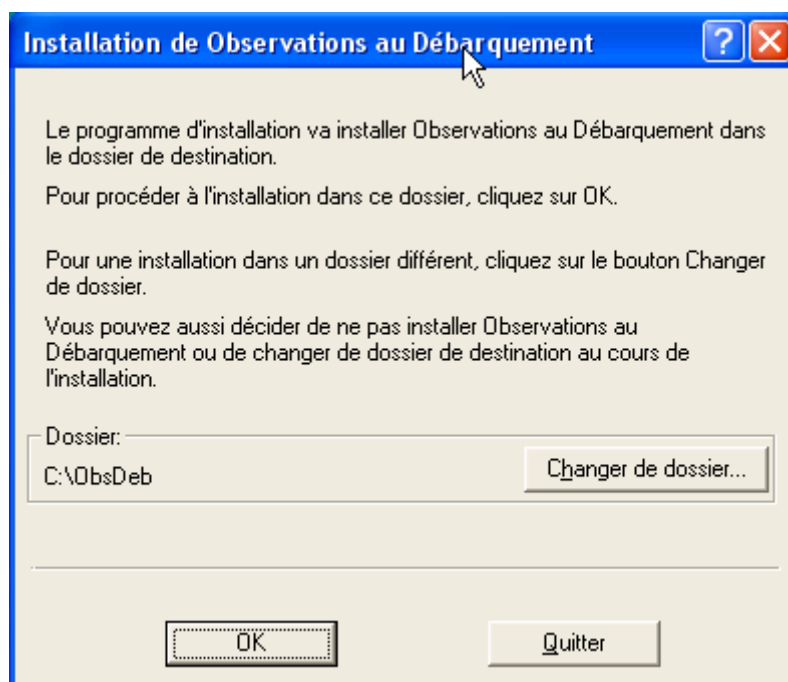 Installation de Observations au Débarquement
Le programme d'installation va installer Observations au Débarquement dans
le dossier de destination.
Pour procéder à l'installation dans ce dossier, cliquez sur OK.
Pour une installation dans un dossier différent, cliquez sur le bouton Changer
de dossier.
Vous pouvez aussi décider de ne pas installer Observations au
Débarquement ou de changer de dossier de destination au cours de
l'installation.
Dossier:
C:\ObsDeb
Changer de dossier...
OK
Quitter